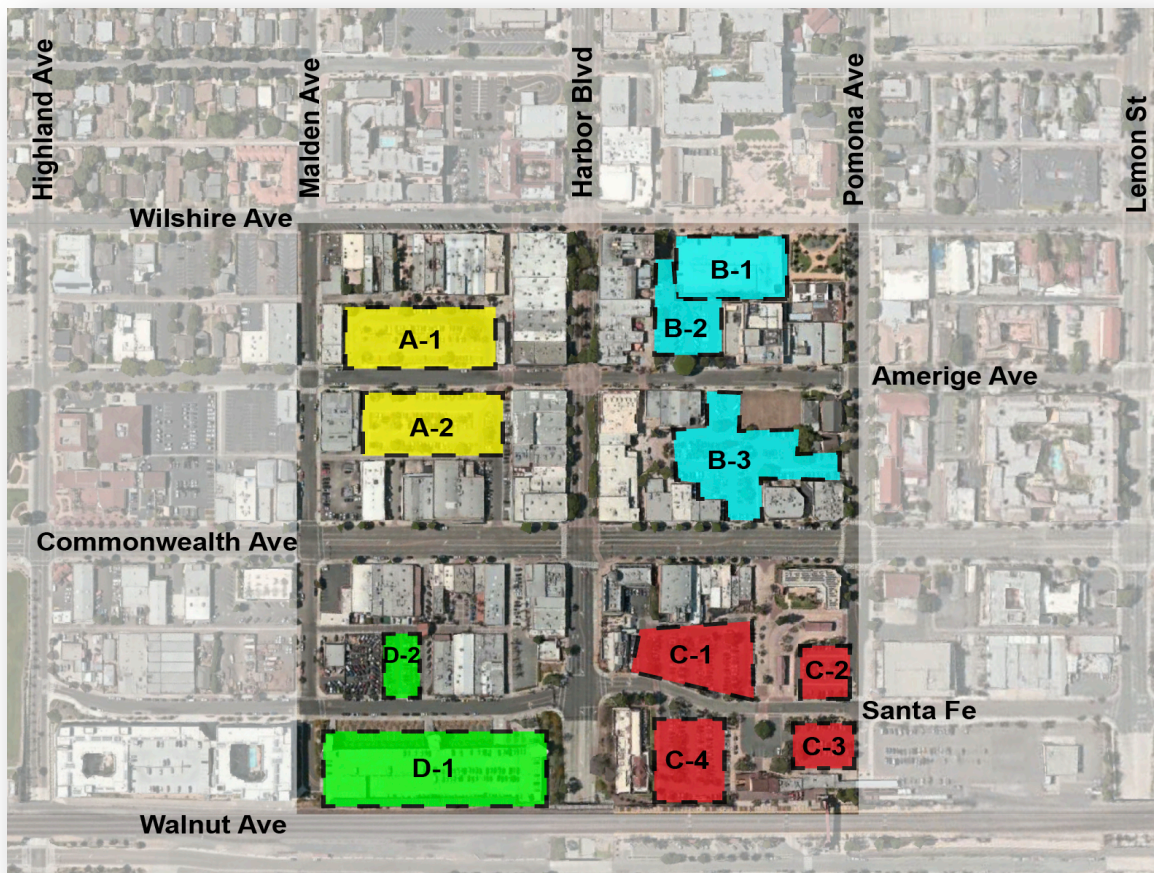 Highland Ave
Malden Ave
Harbor Blvd
Pomona Ave
Lemon St
Wilshire Ave
B-1
A-1
B-2
Amerige Ave
A-2
B-3
Commonwealth Ave
D-2
C-1
C-2
Santa Fe
D-1
C-4
C-3
Walnut Ave